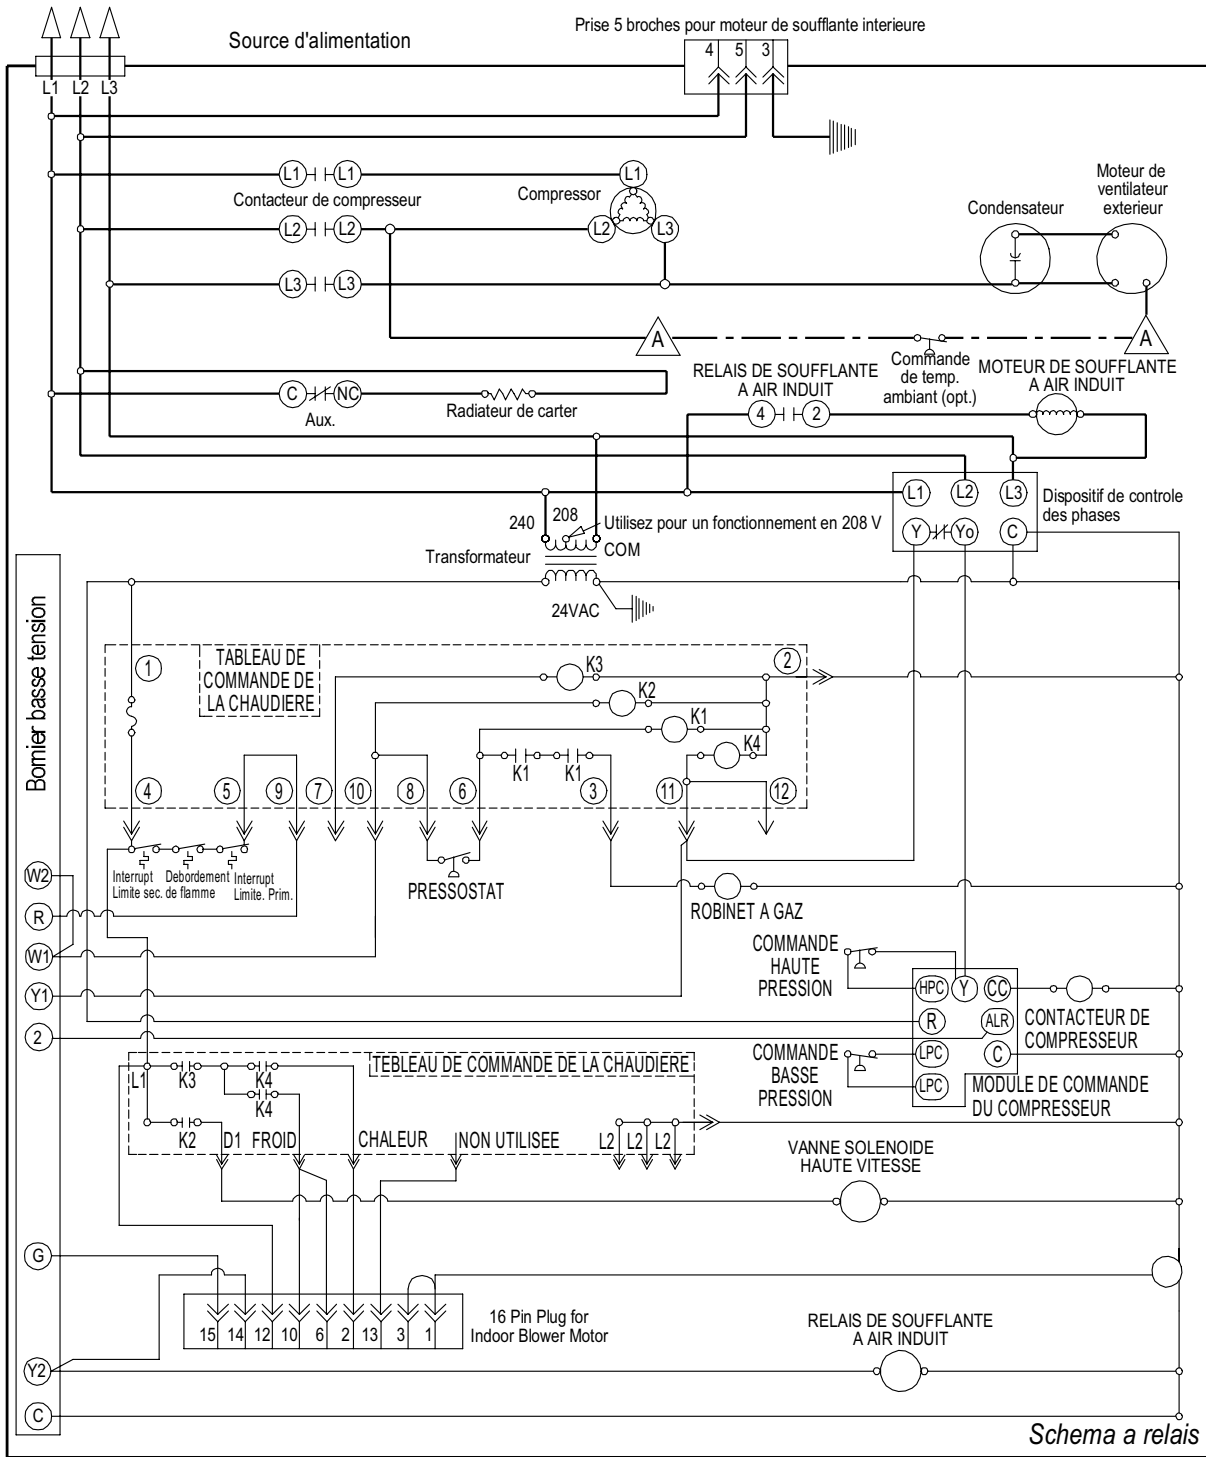 Source d'alimentation
Prise 5 broches pour moteur de soufflante interieure
4 5 3
L1 L2 L3
L1 L1 L1
Contacteur de compresseur
Compressor
Moteur de
ventilateur
exterieur
Condensateur
L2 L2 L2 L3
L3 L3
A A
Commande
de temp.
ambiant (opt.)
RELAIS DE SOUFFLANTE
A AIR INDUIT
MOTEUR DE SOUFFLANTE
A AIR INDUIT
C NC
Aux.
Radiateur de carter
4 2
L1 L2 L3
Dispositif de controle
des phases
240 208
Utilisez pour un fonctionnement en 208 V
Y Yo C
Transformateur
COM
24VAC
Bornier basse tension
TABLEAU DE
COMMANDE DE
LA CHAUDIERE
1
K3
2
K2
K1
K4
K1 K1
4 5 9 7 10 8 6 3 11 12
Interrupt
Limite sec.
Debordement
de flamme
Interrupt
Limite. Prim.
PRESSOSTAT
ROBINET A GAZ
W2
R
W1
Y1
2
COMMANDE
HAUTE
PRESSION
HPC Y CC
R ALR
LPC C
LPC
CONTACTEUR DE
COMPRESSEUR
COMMANDE
BASSE
PRESSION
MODULE DE COMMANDE
DU COMPRESSEUR
TEBLEAU DE COMMANDE DE LA CHAUDIERE
L1 K3 K4
K4
K2 D1 FROID CHALEUR NON UTILISEE L2 L2 L2
VANNE SOLENOIDE
HAUTE VITESSE
G
15 14 12 10 6 2 13 3 1
16 Pin Plug for
Indoor Blower Motor
RELAIS DE SOUFFLANTE
A AIR INDUIT
Y2
C
Schema a relais